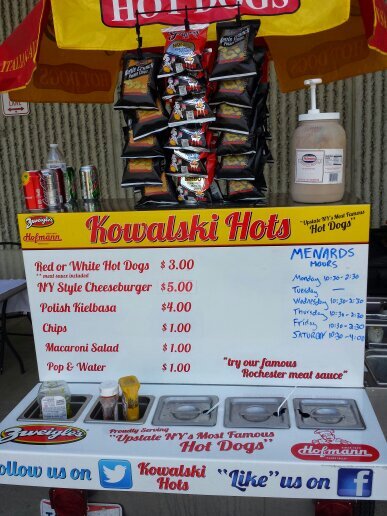 HOT DOGS
Zweigle's
Hofmann
Kowalski Hots
"Upstate NY's Most Famous
Hot Dogs"
Red or White Hot Dogs $ 3.00
** meat sauce included
NY Style Cheeseburger $5.00
Polish Kielbasa $4.00
Chips $ 1.00
Macaroni Salad $ 1.00
Pop & Water $ 1.00
MENARDS
HOURS
Monday 10:30-2:30
Tuesday —
Wednesday 10:30-2:30
Thursday 10:30-2:30
Friday 10:30-2:30
SATURDAY 10:30-4:00
"try our famous
Rochester meat sauce"
Zweigle's
Proudly Serving
"Upstate NY's Most Famous
Hot Dogs"
Hofmann
Follow us on
Kowalski
Hots
"Like" us on
f